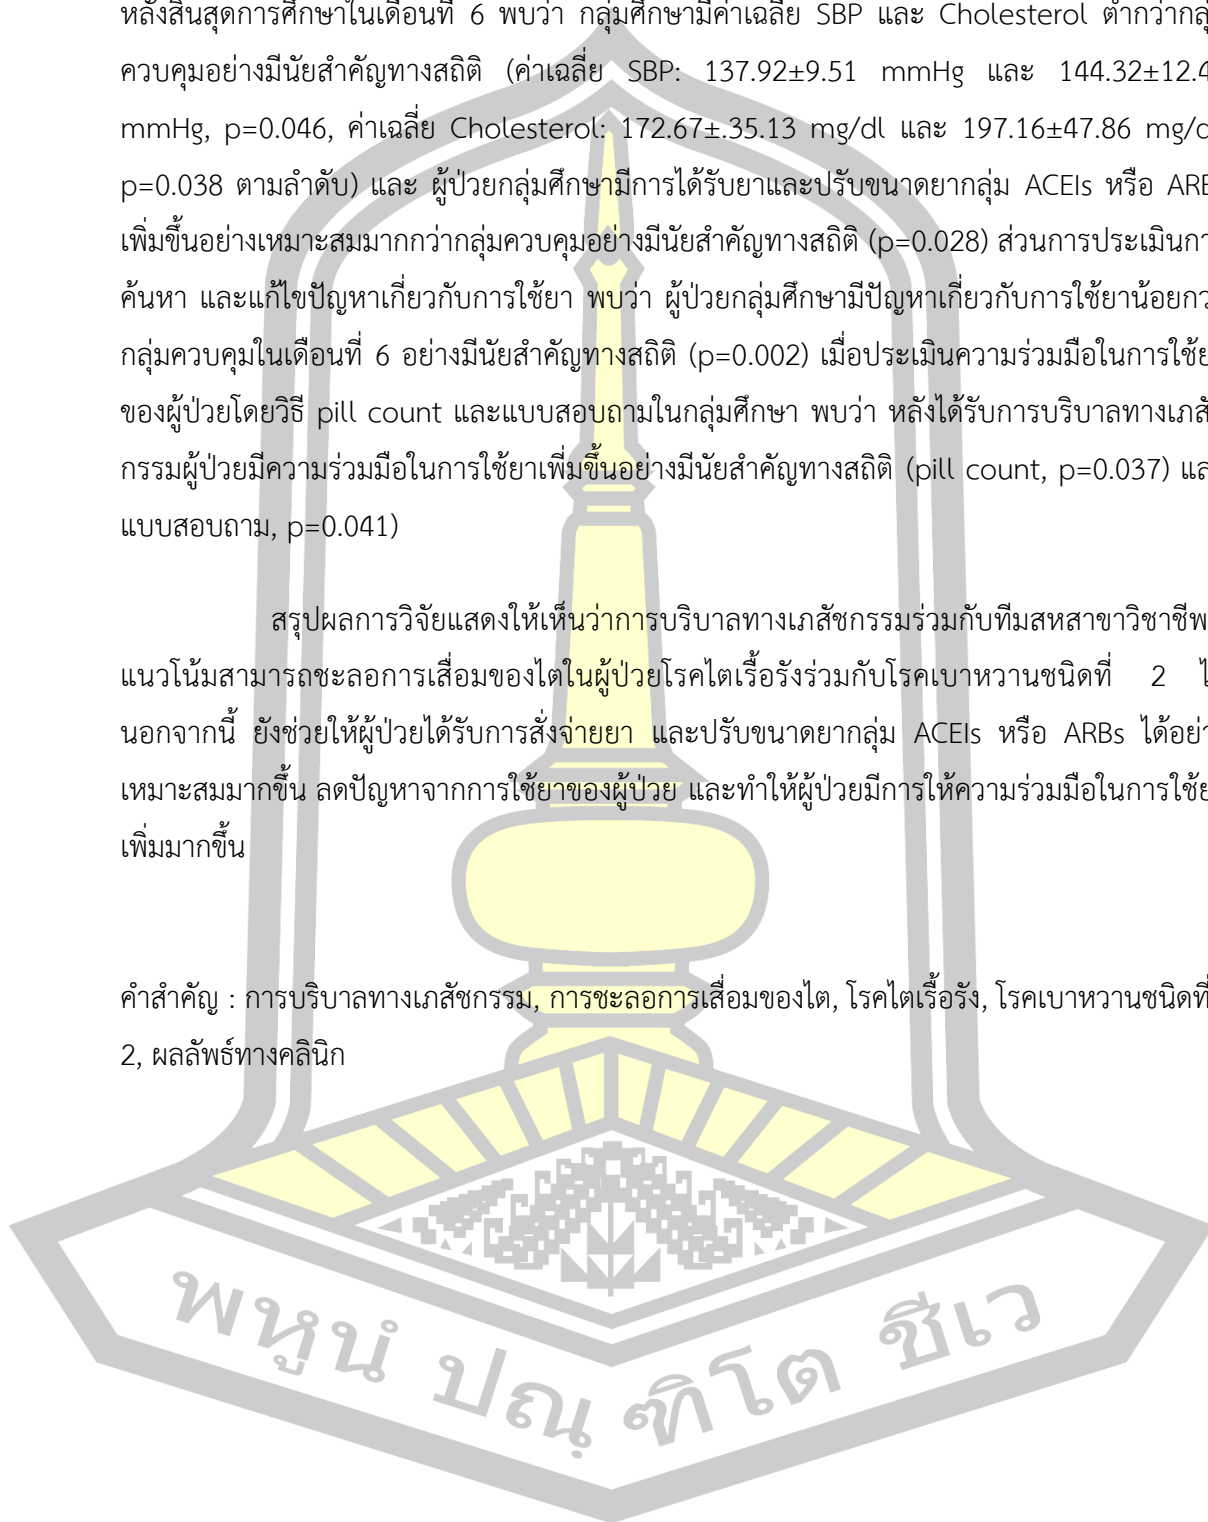 หลังสิ้นสุดการศึกษาในเดือนที่ 6 พบว่า กลุ่มศึกษามีค่าเฉลี่ย SBP และ Cholesterol ต่ำกว่า
ควบคุมอย่างมีนัยสำคัญทางสถิติ (ค่าเฉลี่ย SBP: 137.92±9.51 mmHg และ 144.32±12.4
mmHg, p=0.046, ค่าเฉลี่ย Cholesterol: 172.67±.35.13 mg/dl และ 197.16±47.86 mg/d
p=0.038 ตามลำดับ) และ ผู้ป่วยกลุ่มศึกษามีการได้รับยาและปรับขนาดยากลุ่ม ACEIs หรือ
เพิ่มขึ้นอย่างเหมาะสมมากกว่ากลุ่มควบคุมอย่างมีนัยสำคัญทางสถิติ (p=0.028) ส่วนการประเมิน
ค้นหา และแก้ไขปัญหาเกี่ยวกับการใช้ยา พบว่า ผู้ป่วยกลุ่มศึกษามีปัญหาเกี่ยวกับการใช้ยาน้อย
กลุ่มควบคุมในเดือนที่ 6 อย่างมีนัยสำคัญทางสถิติ (p=0.002) เมื่อประเมินความร่วมมือในการใช้
ของผู้ป่วยโดยวิธี pill count และแบบสอบถามในกลุ่มศึกษา พบว่า หลังได้รับการบริบาลทางเภสั
กรรมผู้ป่วยมีความร่วมมือในการใช้ยาเพิ่มขึ้นอย่างมีนัยสำคัญทางสถิติ (pill count, p=0.037) แล
แบบสอบถาม, p=0.041)
สรุปผลการวิจัยแสดงให้เห็นว่าการบริบาลทางเภสัชกรรมร่วมกับทีมสหสาขาวิชาชีพ
แนวโน้มสามารถชะลอการเสื่อมของไตในผู้ป่วยโรคไตเรื้อรังร่วมกับโรคเบาหวานชนิดที่ 2
นอกจากนี้ ยังช่วยให้ผู้ป่วยได้รับการสั่งจ่ายยา และปรับขนาดยากลุ่ม ACEIs หรือ ARBs ได้อย่
เหมาะสมมากขึ้น ลดปัญหาจากการใช้ยาของผู้ป่วย และทำให้ผู้ป่วยมีการให้ความร่วมมือในการใช้
เพิ่มมากขึ้น
คำสำคัญ : การบริบาลทางเภสัชกรรม, การชะลอการเสื่อมของไต, โรคไตเรื้อรัง, โรคเบาหวานชนิดที่
2, ผลลัพธ์ทางคลินิก
พหูนํ ปณฺฑิโต ชีเว